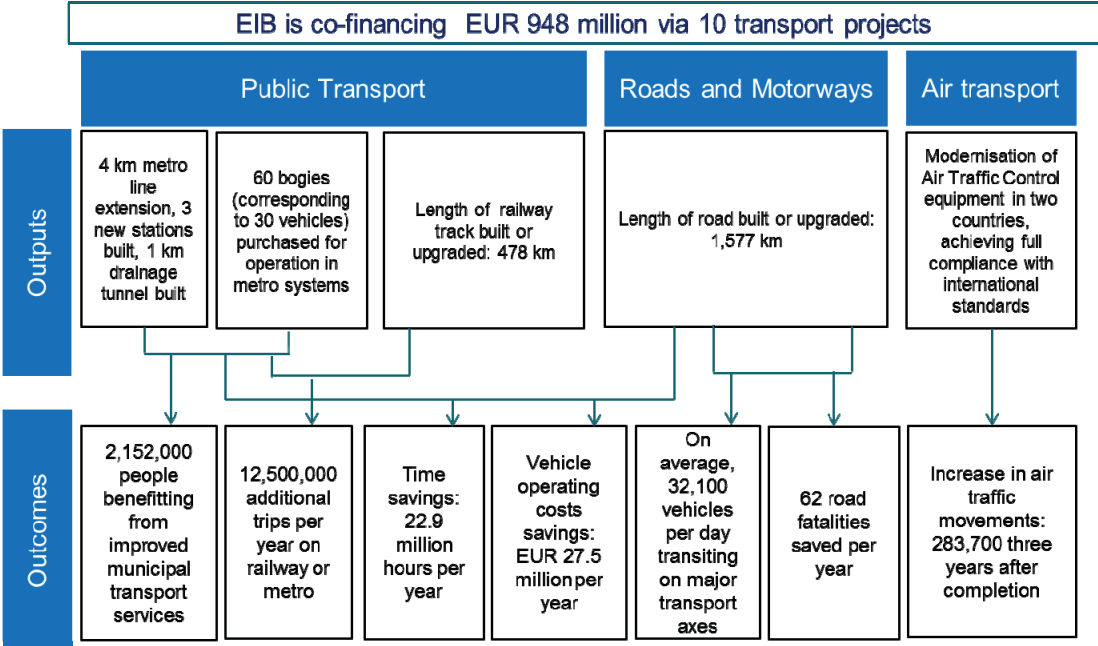 EIB is co-financing EUR 948 million via 10 transport projects
Public Transport
Roads and Motorways
Air transport
Outputs
4 km metro
line
extension, 3
new stations
built, 1 km
drainage
tunnel built
60 bogies
(corresponding
to 30 vehicles)
purchased for
operation in
metro systems
Length of railway
track built or
upgraded: 478 km
Length of road built or upgraded:
1,577 km
Modernisation of
Air Traffic Control
equipment in two
countries,
achieving full
compliance with
international
standards
Outcomes
2,152,000
people
benefitting
from
improved
municipal
transport
services
12,500,000
additional
trips per
year on
railway or
metro
Time
savings:
22.9
million
hours per
year
Vehicle
operating
costs
savings:
EUR 27.5
million per
year
On
average,
32,100
vehicles
per day
transiting
on major
transport
axes
62 road
fatalities
saved per
year
Increase in air
traffic
movements:
283,700 three
years after
completion